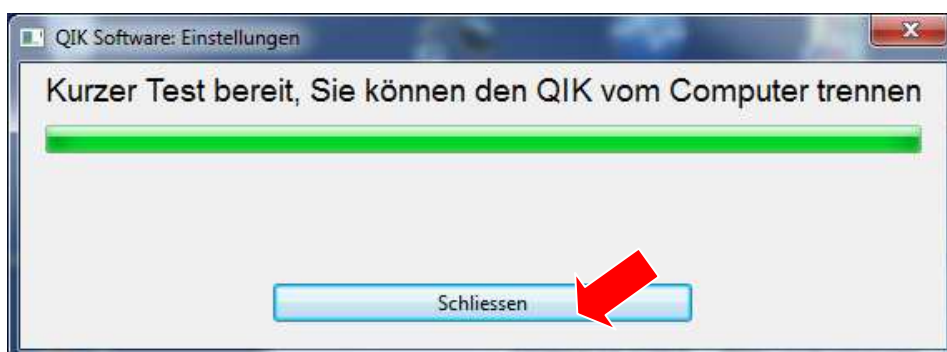 QIK Software: Einstellungen
Kurzer Test bereit, Sie können den QIK vom Computer trennen
Schliessen